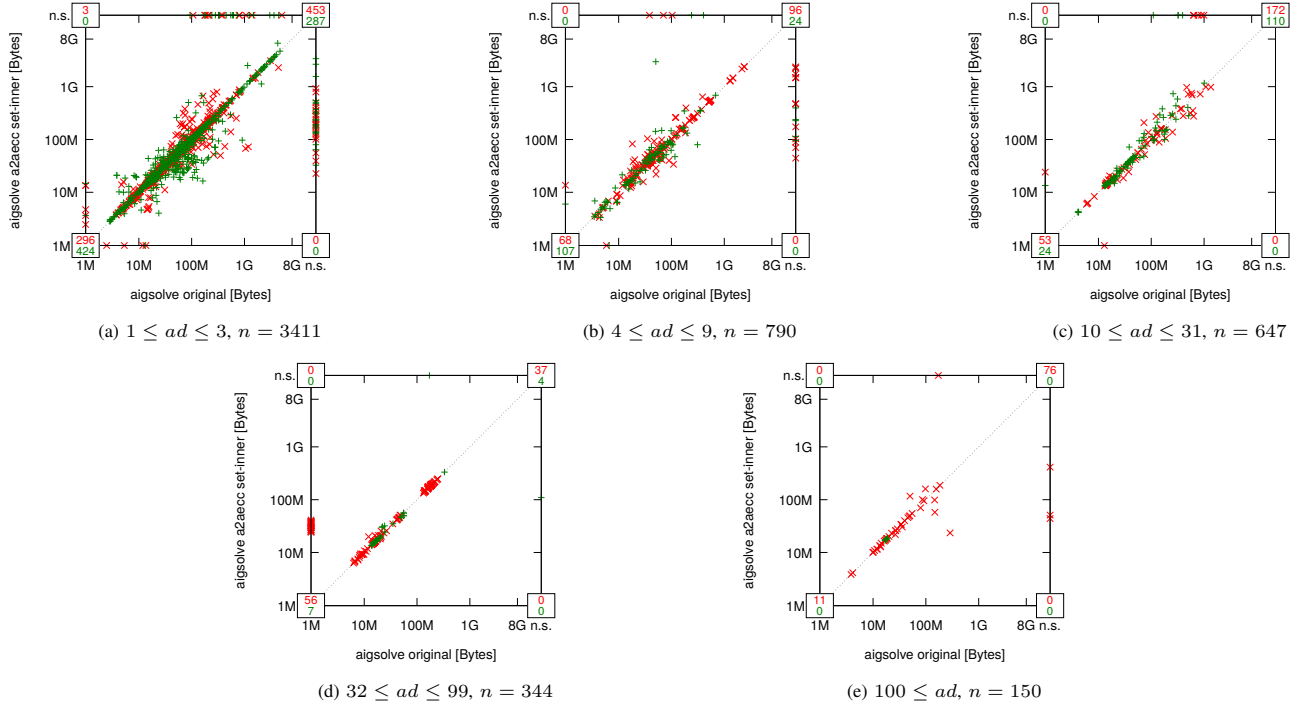 n.s.
3
0
453
287
8G
1G
100M
10M
1M
296
424
0
0
1M
10M
100M
1G
8G n.s.
aigsolve a2aecc set-inner [Bytes]
aigsolve original [Bytes]
(a) 1 ≤ ad ≤ 3, n = 3411
n.s.
0
0
96
24
8G
1G
100M
10M
1M
68
107
0
0
1M
10M
100M
1G
8G n.s.
aigsolve a2aecc set-inner [Bytes]
aigsolve original [Bytes]
(b) 4 ≤ ad ≤ 9, n = 790
n.s.
0
0
172
110
8G
1G
100M
10M
1M
53
24
0
0
1M
10M
100M
1G
8G n.s.
aigsolve a2aecc set-inner [Bytes]
aigsolve original [Bytes]
(c) 10 ≤ ad ≤ 31, n = 647
n.s.
0
0
37
4
8G
1G
100M
10M
1M
56
7
0
0
1M
10M
100M
1G
8G n.s.
aigsolve a2aecc set-inner [Bytes]
aigsolve original [Bytes]
(d) 32 ≤ ad ≤ 99, n = 344
n.s.
0
0
76
0
8G
1G
100M
10M
1M
11
0
0
0
1M
10M
100M
1G
8G n.s.
aigsolve a2aecc set-inner [Bytes]
aigsolve original [Bytes]
(e) 100 ≤ ad, n = 150